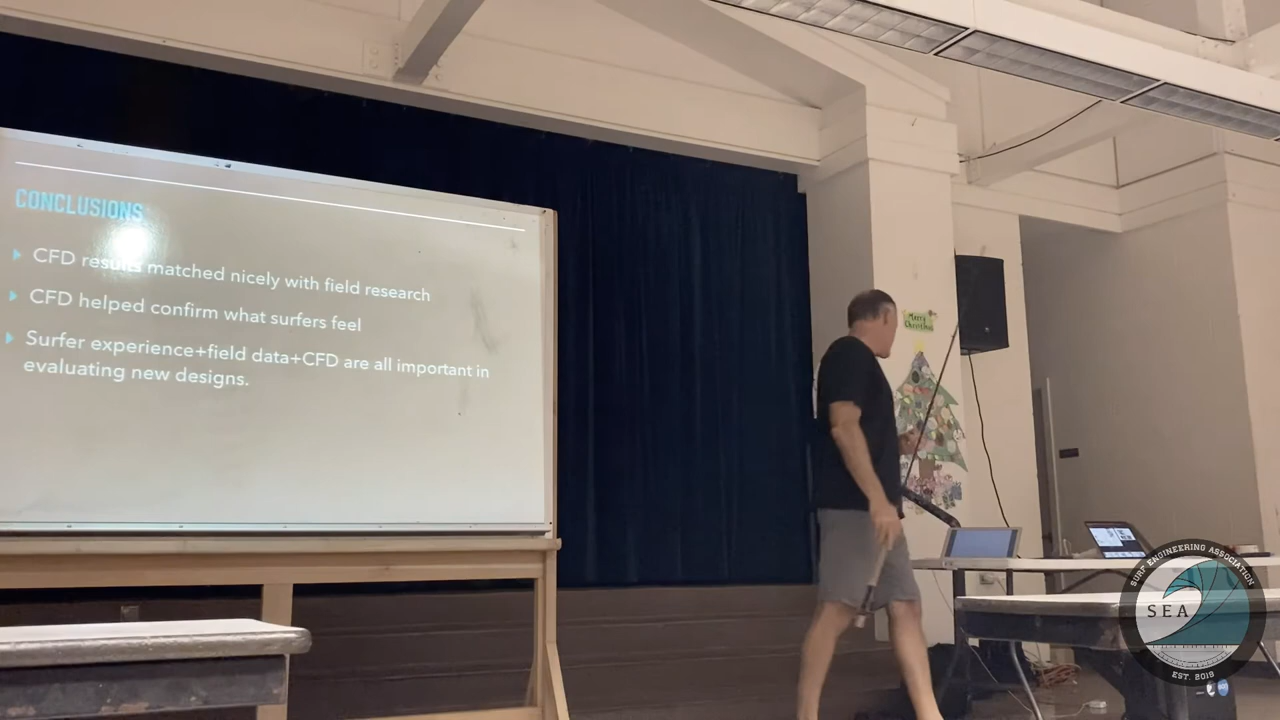 CONCLUSIONS
CFD results matched nicely with field research
CFD helped confirm what surfers feel
Surfer experience+field data+CFD are all important in
evaluating new designs.
Merry
Christmas
SURF ENGINEERING ASSOCIATION
SEA
EST. 2019